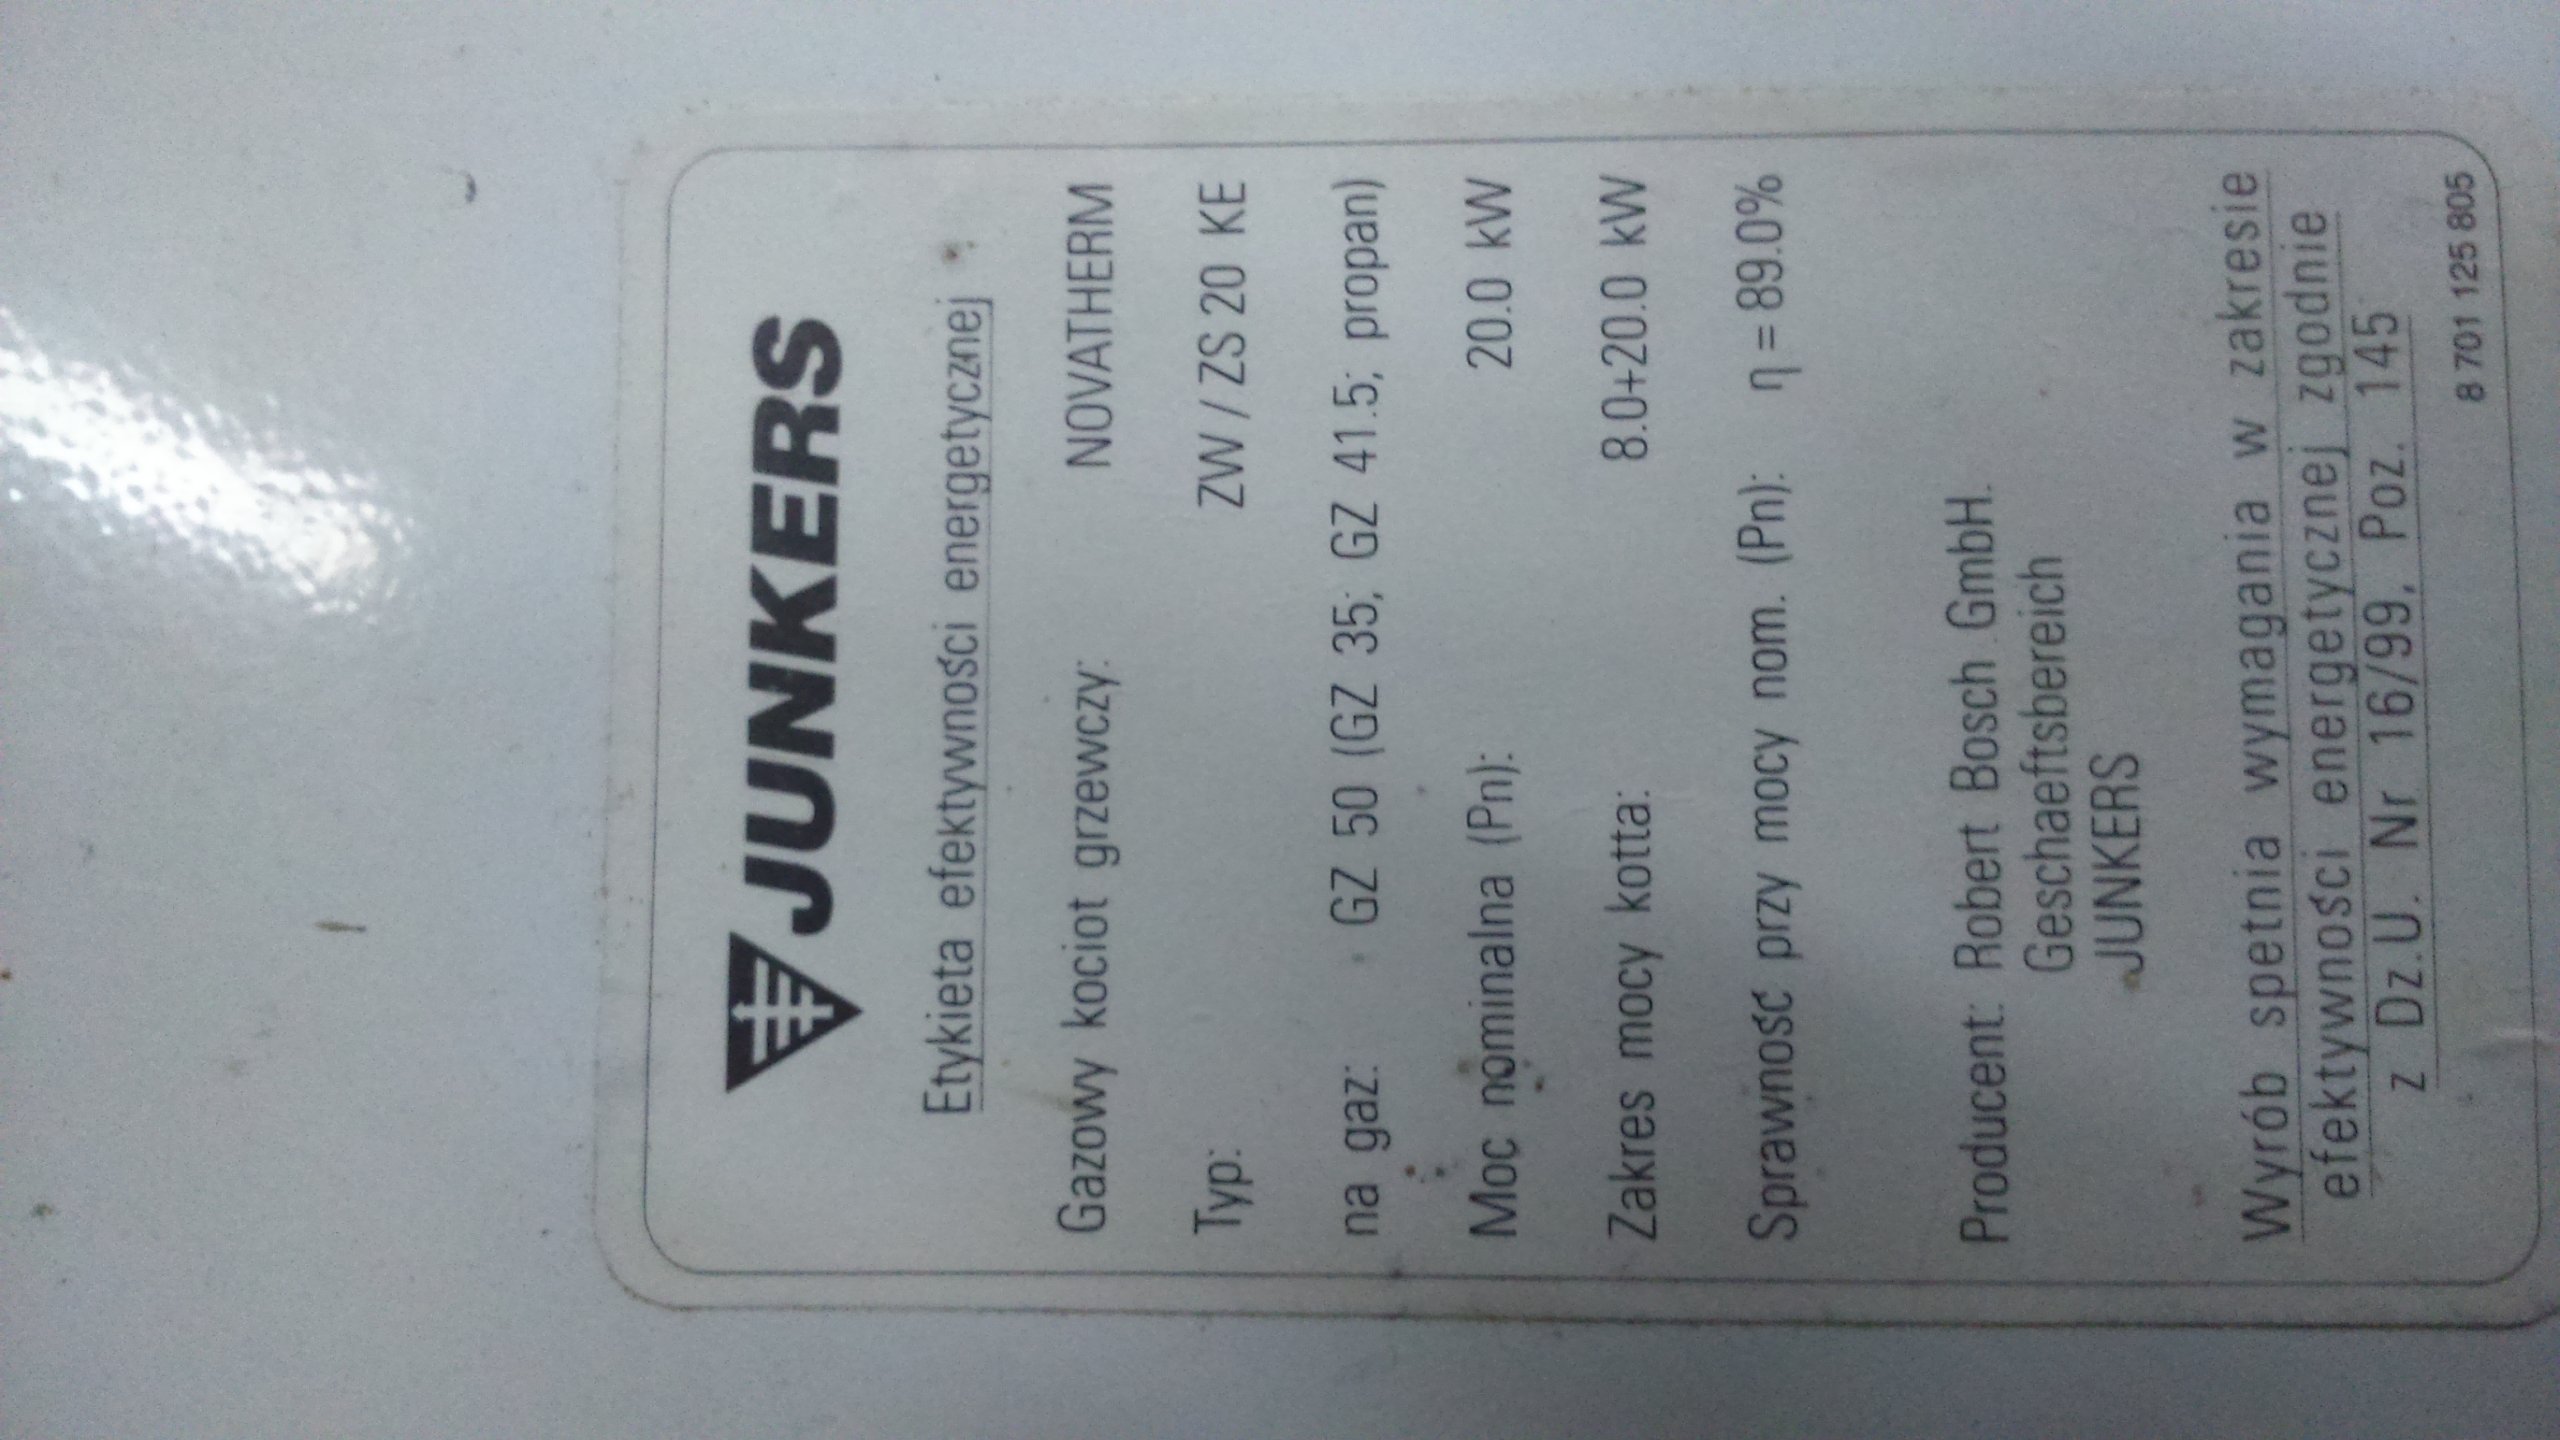 JUNKERS
Etykieta efektywności energetycznej
Gazowy kociot grzewczy: NOVATHERM
Typ: ZW / ZS 20 KE
na gaz: GZ 50 (GZ 35; GZ 41.5; propan)
Moc nominalna (Pn): 20.0 kW
Zakres mocy kotta: 8.0+20.0 kW
Sprawność przy mocy nom. (Pn): η = 89.0%
Producent: Robert Bosch GmbH.
Geschaeftsbereich
JUNKERS
Wyrób spetnia wymagania w zakresie
efektywności energetycznej zgodnie
z Dz.U. Nr 16/99, Poz. 145
8 701 125 805